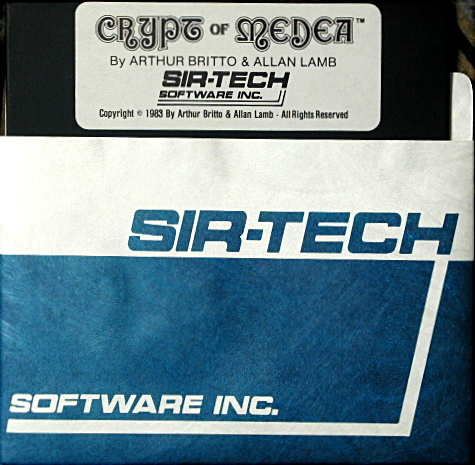 CRYPT OF MEDEA™
By ARTHUR BRITTO & ALLAN LAMB
SIR-TECH
SOFTWARE INC.
Copyright © 1983 By Arthur Britto & Allan Lamb - All Rights Reserved
SIR-TECH
SOFTWARE INC.